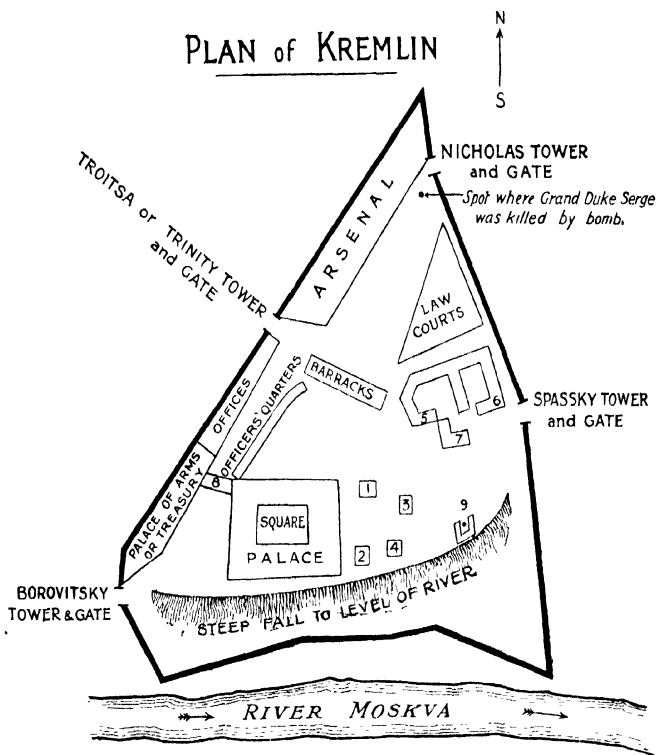 PLAN of KREMLIN
N
S
TROITSA or TRINITY TOWER
and GATE
NICHOLAS TOWER
and GATE
Spot where Grand Duke Serge
was killed by bomb.
ARSENAL
LAW
COURTS
BARRACKS
OFFICES
OFFICERS' QUARTERS
5
6
7
SPASSKY TOWER
and GATE
PALACE OF ARMS
OR TREASURY
8
1
3
9
SQUARE
PALACE
2
4
BOROVITSKY
TOWER & GATE
STEEP FALL TO LEVEL OF RIVER
RIVER MOSKVA